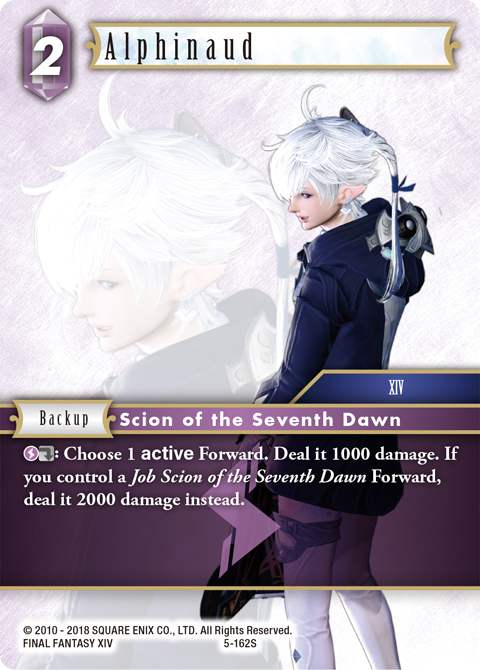 2
Alphinaud
XIV
Backup
Scion of the Seventh Dawn
: Choose 1 active Forward. Deal it 1000 damage. If
you control a Job Scion of the Seventh Dawn Forward,
deal it 2000 damage instead.
© 2010 - 2018 SQUARE ENIX CO., LTD. All Rights Reserved.
FINAL FANTASY XIV
5-162S